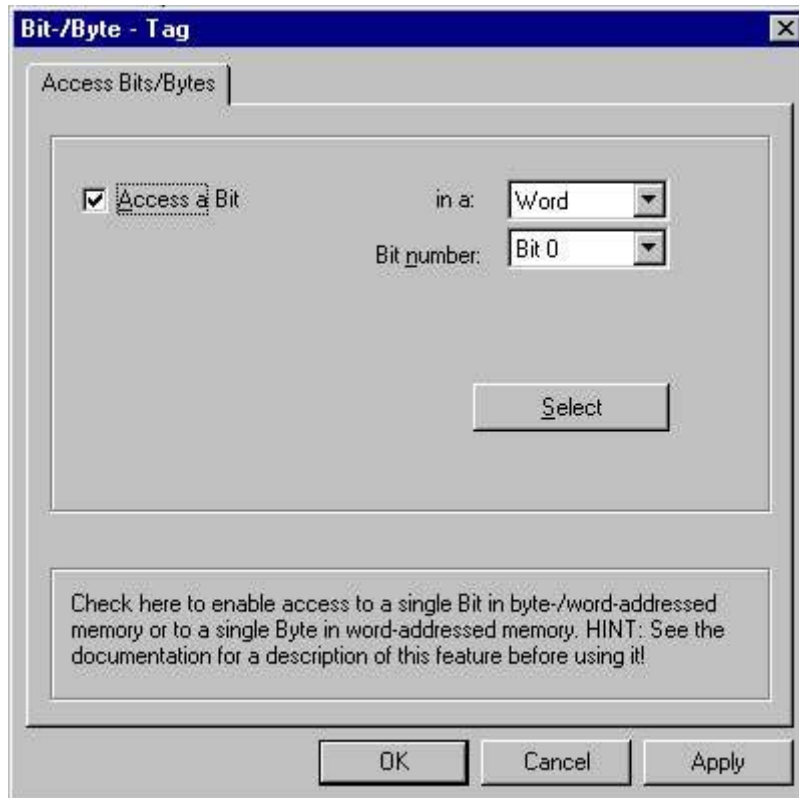 Bit-/Byte - Tag
Access Bits/Bytes
Access a Bit
in a:
Word
Bit number:
Bit 0
Select
Check here to enable access to a single Bit in byte-/word-addressed
memory or to a single Byte in word-addressed memory. HINT: See the
documentation for a description of this feature before using it!
OK
Cancel
Apply